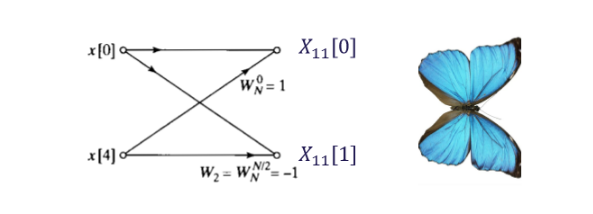 x[0]
X₁₁[0]
W_N^0 = 1
x[4]
X₁₁[1]
W₂ = W_N^{N/2} = -1